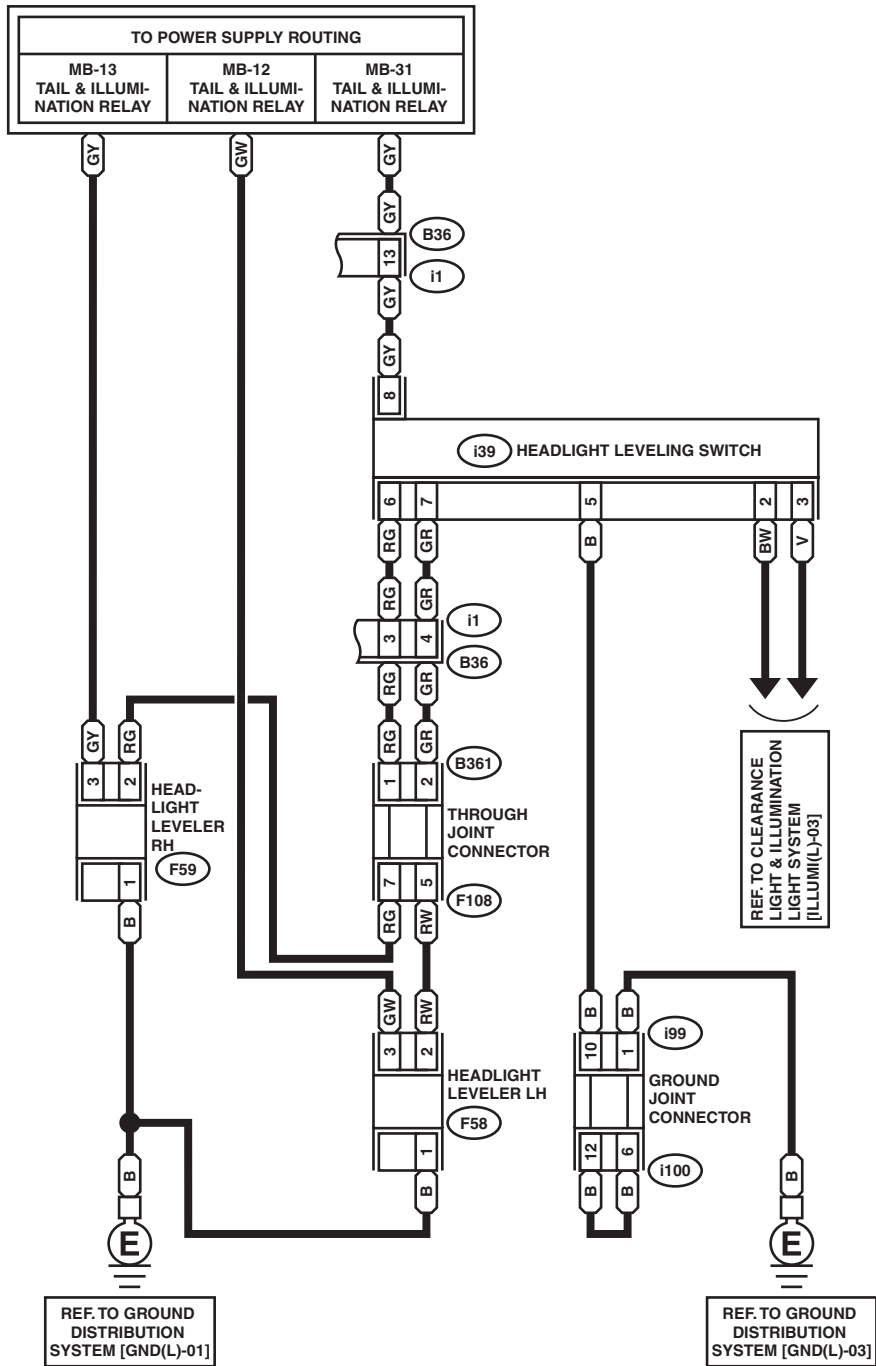 TO POWER SUPPLY ROUTING
MB-13
TAIL & ILLUMI-
NATION RELAY
MB-12
TAIL & ILLUMI-
NATION RELAY
MB-31
TAIL & ILLUMI-
NATION RELAY
GY
GW
GY
GY
B36
13
i1
GY
GY
8
i39 HEADLIGHT LEVELING SWITCH
6
7
5
2
3
RG
GR
B
BW
V
RG
GR
i1
3
4
B36
RG
GR
GY
RG
RG
GR
B361
3
2
1
2
HEAD-
LIGHT
LEVELER
RH
F59
1
B
THROUGH
JOINT
CONNECTOR
7
5
F108
RG
RW
REF. TO CLEARANCE
LIGHT & ILLUMINATION
LIGHT SYSTEM
[ILLUMI(L)-03]
GW
RW
B
B
i99
3
2
10
1
HEADLIGHT
LEVELER LH
F58
GROUND
JOINT
CONNECTOR
1
12
6
i100
B
B
B
B
B
E
E
REF. TO GROUND
DISTRIBUTION
SYSTEM [GND(L)-01]
REF. TO GROUND
DISTRIBUTION
SYSTEM [GND(L)-03]